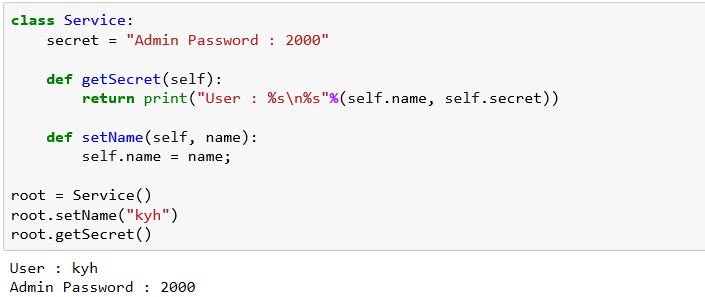 class Service:
    secret = "Admin Password : 2000"
    def getSecret(self):
        return print("User : %s\n%s"%(self.name, self.secret))
    def setName(self, name):
        self.name = name;
root = Service()
root.setName("kyh")
root.getSecret()
User : kyh
Admin Password : 2000